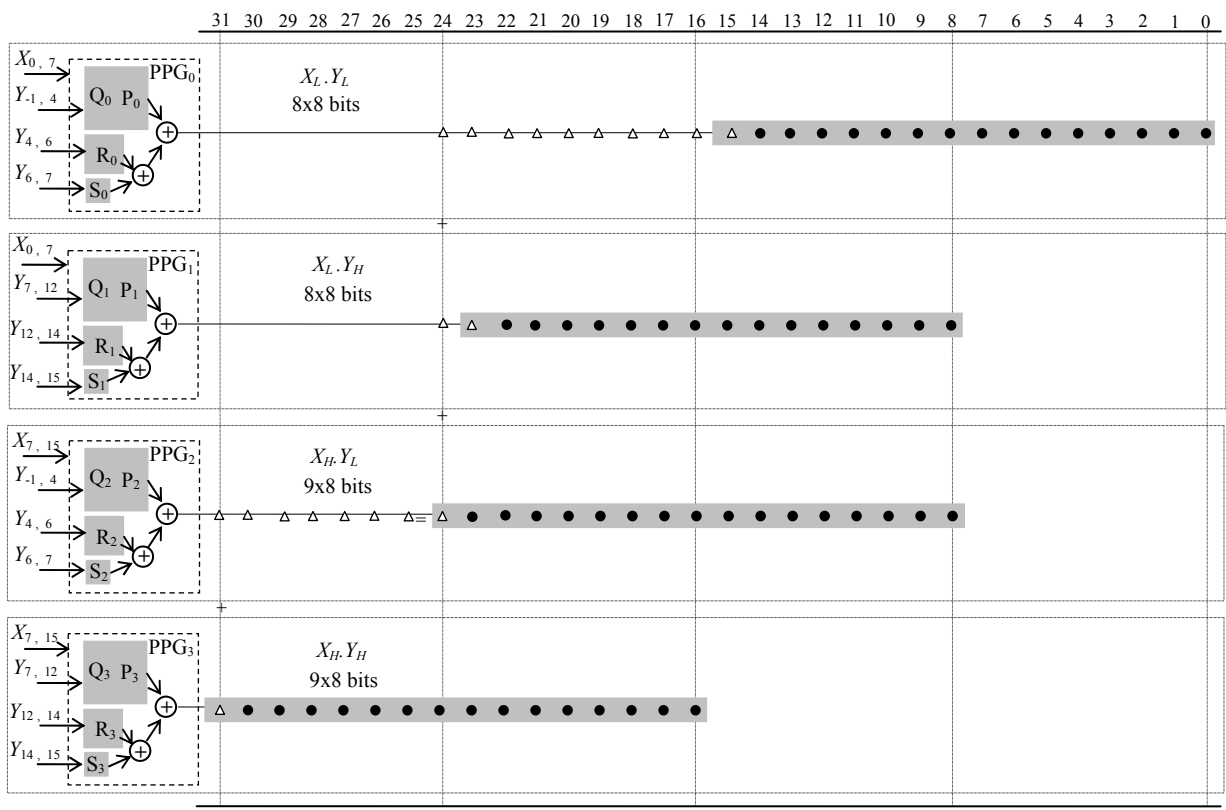 31 30 29 28 27 26 25 24 23 22 21 20 19 18 17 16 15 14 13 12 11 10 9 8 7 6 5 4 3 2 1 0
X0, 7
PPG0
Y-1, 4
Q0 P0
Y4, 6
R0
Y6, 7
S0
+
+
XL.YL
8x8 bits
+
X0, 7
PPG1
Y7, 12
Q1 P1
Y12, 14
R1
Y14, 15
S1
+
+
XL.YH
8x8 bits
+
X7, 15
PPG2
Y-1, 4
Q2 P2
Y4, 6
R2
Y6, 7
S2
+
+
XH.YL
9x8 bits
=
+
X7, 15
PPG3
Y7, 12
Q3 P3
Y12, 14
R3
Y14, 15
S3
+
+
XH.YH
9x8 bits